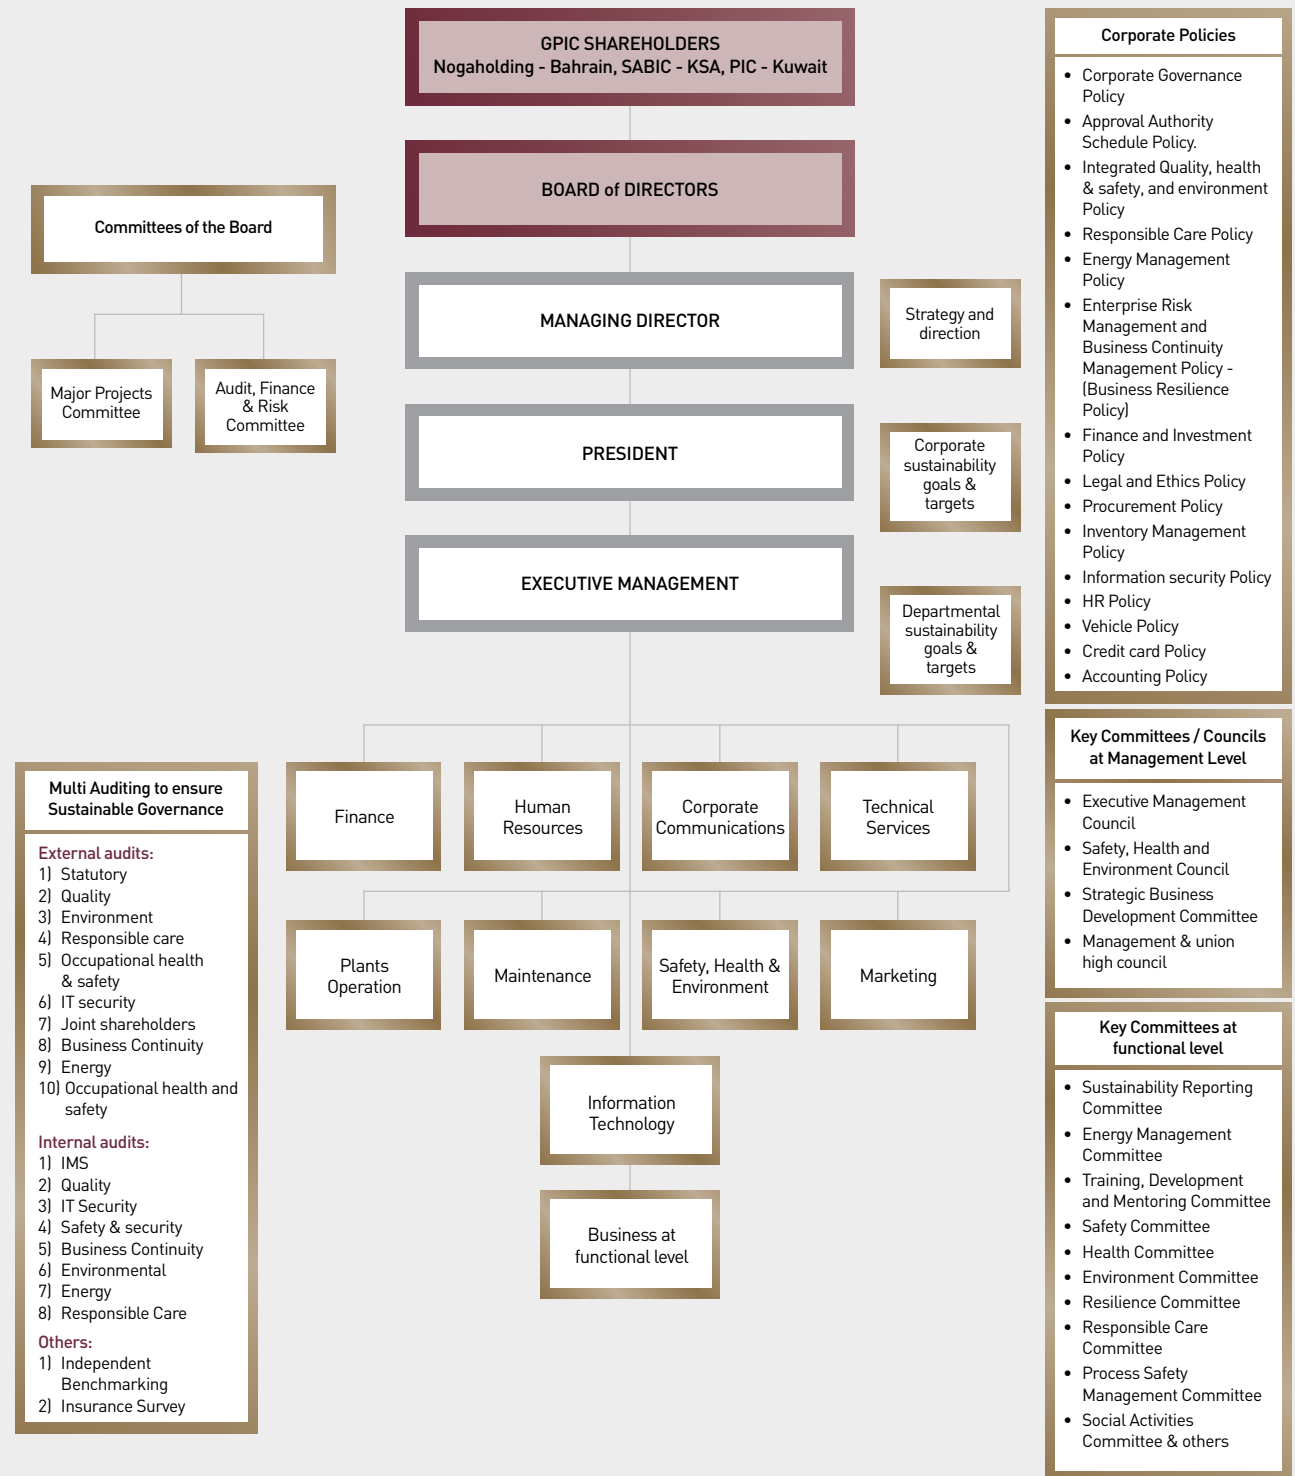 GPIC SHAREHOLDERS
Nogaholding - Bahrain, SABIC - KSA, PIC - Kuwait
BOARD of DIRECTORS
Committees of the Board
Major Projects
Committee
Audit, Finance
& Risk
Committee
MANAGING DIRECTOR
Strategy and
direction
PRESIDENT
Corporate
sustainability
goals &
targets
EXECUTIVE MANAGEMENT
Departmental
sustainability
goals &
targets
Finance
Human
Resources
Corporate
Communications
Technical
Services
Plants
Operation
Maintenance
Safety, Health &
Environment
Marketing
Information
Technology
Business at
functional level
Multi Auditing to ensure
Sustainable Governance
External audits:
1) Statutory
2) Quality
3) Environment
4) Responsible care
5) Occupational health
& safety
6) IT security
7) Joint shareholders
8) Business Continuity
9) Energy
10) Occupational health and
safety
Internal audits:
1) IMS
2) Quality
3) IT Security
4) Safety & security
5) Business Continuity
6) Environmental
7) Energy
8) Responsible Care
Others:
1) Independent
Benchmarking
2) Insurance Survey
Corporate Policies
• Corporate Governance
Policy
• Approval Authority
Schedule Policy.
• Integrated Quality, health
& safety, and environment
Policy
• Responsible Care Policy
• Energy Management
Policy
• Enterprise Risk
Management and
Business Continuity
Management Policy -
(Business Resilience
Policy)
• Finance and Investment
Policy
• Legal and Ethics Policy
• Procurement Policy
• Inventory Management
Policy
• Information security Policy
• HR Policy
• Vehicle Policy
• Credit card Policy
• Accounting Policy
Key Committees / Councils
at Management Level
• Executive Management
Council
• Safety, Health and
Environment Council
• Strategic Business
Development Committee
• Management & union
high council
Key Committees at
functional level
• Sustainability Reporting
Committee
• Energy Management
Committee
• Training, Development
and Mentoring Committee
• Safety Committee
• Health Committee
• Environment Committee
• Resilience Committee
• Responsible Care
Committee
• Process Safety
Management Committee
• Social Activities
Committee & others